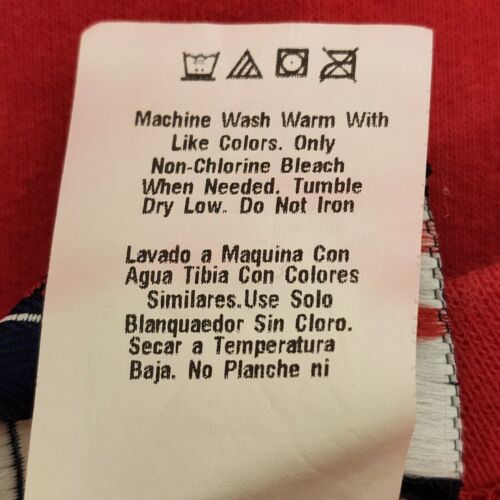 Machine Wash Warm With
Like Colors. Only
Non-Chlorine Bleach
When Needed. Tumble
Dry Low. Do Not Iron
Lavado a Maquina Con
Agua Tibia Con Colores
Similares.Use Solo
Blanquaedor Sin Cloro.
Secar a Temperatura
Baja. No Planche ni